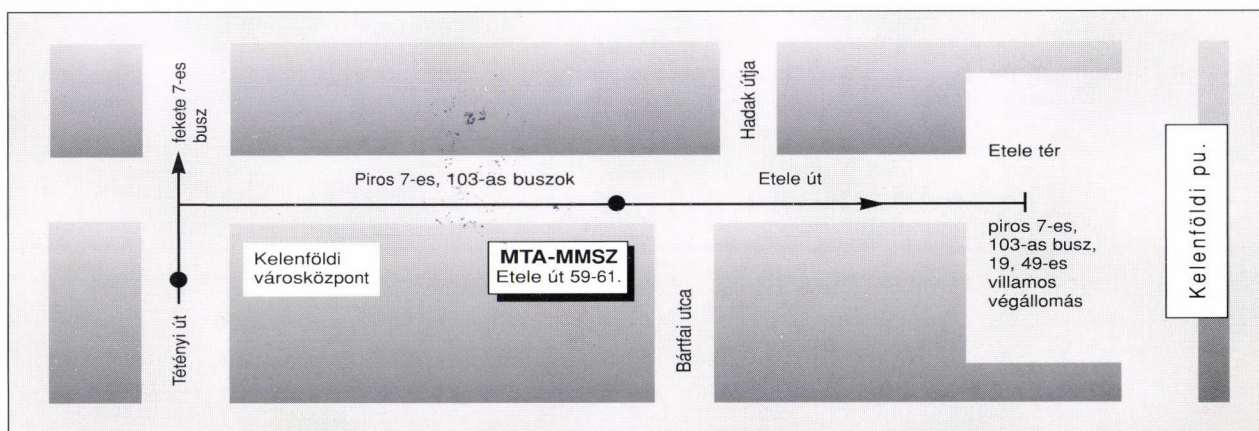 fekete 7-es
busz
Hadak útja
Etele tér
Kelenföldi pu.
Piros 7-es, 103-as buszok
Etele út
Kelenföldi
városközpont
MTA-MMSZ
Etele út 59-61.
piros 7-es,
103-as busz,
19, 49-es
villamos
végállomás
Tétényi út
Bártfai utca